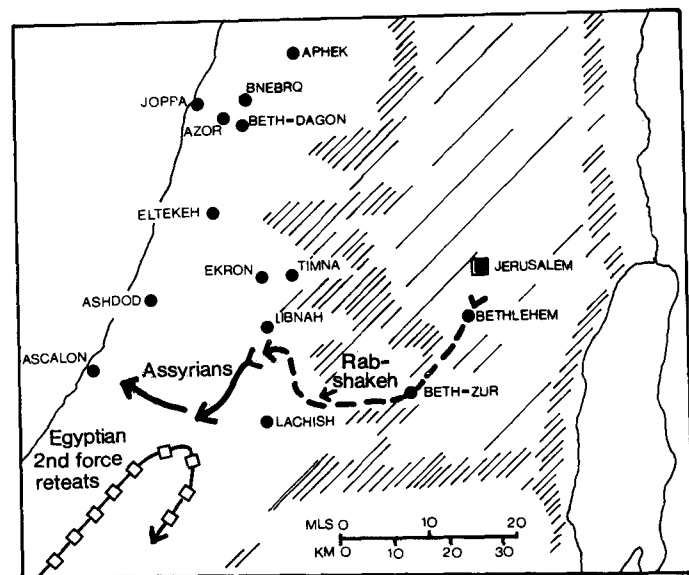 APHEK
BNEBRQ
JOPPA
AZOR
BETH=DAGON
ELTEKEH
EKRON
TIMNA
JERUSALEM
ASHDOD
LIBNAH
BETHLEHEM
ASCALON
Assyrians
Rab-
shakeh
BETH=ZUR
LACHISH
Egyptian
2nd force
reteats
MLS 0 10 20
KM 0 10 20 30